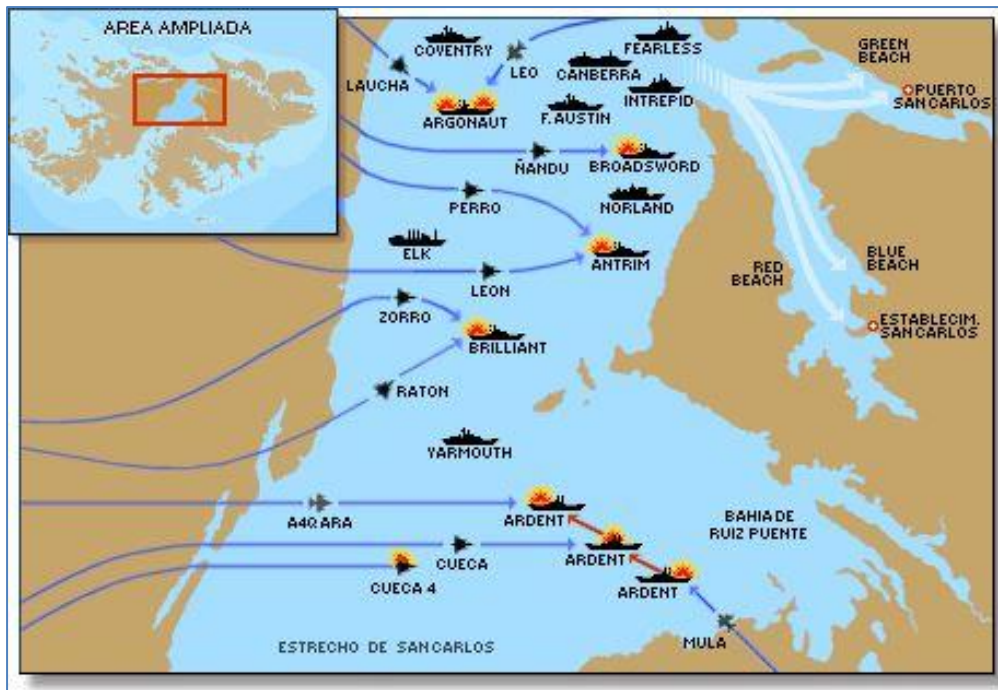 AREA AMPLIADA
COVENTRY
FEARLESS
GREEN
BEACH
LAUCHA
LEO
CANBERRA
PUERTO
SAN CARLOS
INTREPID
ARGONAUT
F. AUSTIN
ÑANDU
BROADSWORD
PERRO
NORLAND
ELK
ANTRIM
RED
BEACH
BLUE
BEACH
LEON
ZORRO
ESTABLECIM.
SAN CARLOS
BRILLIANT
RATON
YARMOUTH
A4Q ARA
ARDENT
BAHIA DE
RUIZ PUENTE
CUECA
ARDENT
CUECA 4
ARDENT
ESTRECHO DE SAN CARLOS
MULA